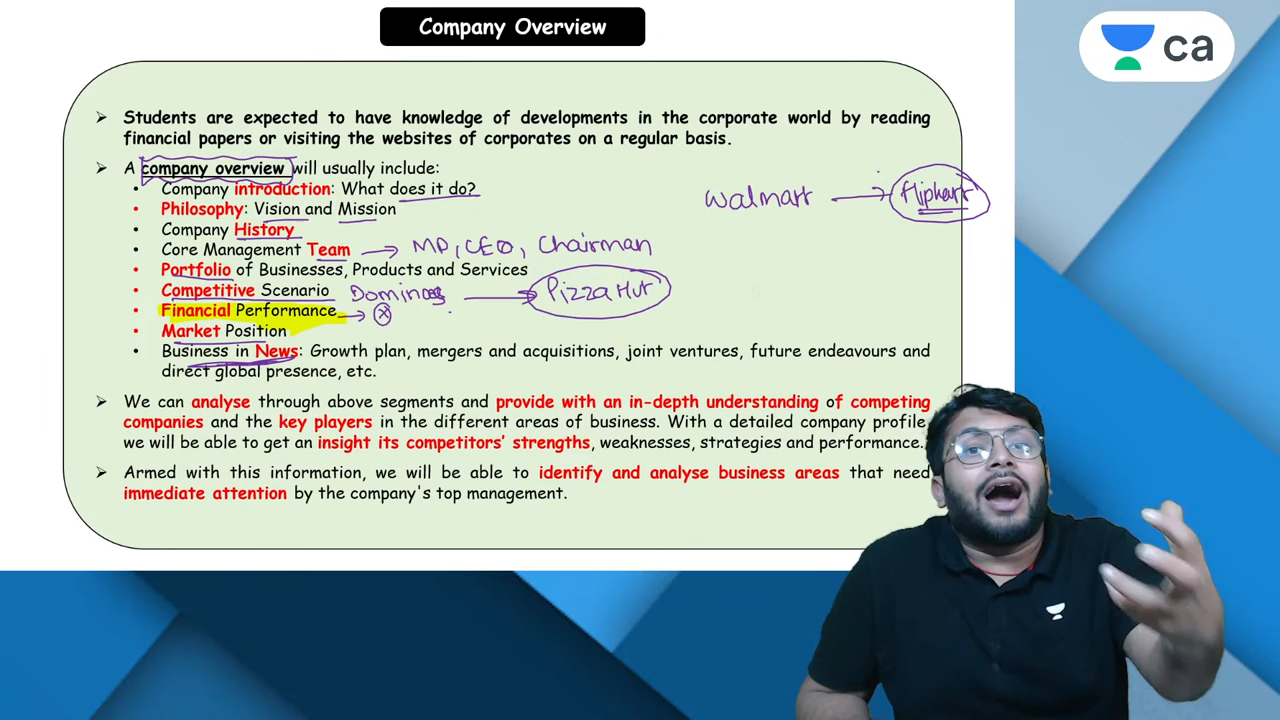 Company Overview
ca
➢ Students are expected to have knowledge of developments in the corporate world by reading
financial papers or visiting the websites of corporates on a regular basis.
➢ A company overview will usually include:
• Company introduction: What does it do?
• Philosophy: Vision and Mission
walmart → flipkart
• Company History
• Core Management Team → MD, CEO, Chairman
• Portfolio of Businesses, Products and Services
• Competitive Scenario Dominoes → Pizza Hut
• Financial Performance → x
• Market Position
• Business in News: Growth plan, mergers and acquisitions, joint ventures, future endeavours and
direct global presence, etc.
➢ We can analyse through above segments and provide with an in-depth understanding of competing
companies and the key players in the different areas of business. With a detailed company profile,
we will be able to get an insight its competitors' strengths, weaknesses, strategies and performance.
➢ Armed with this information, we will be able to identify and analyse business areas that need
immediate attention by the company's top management.